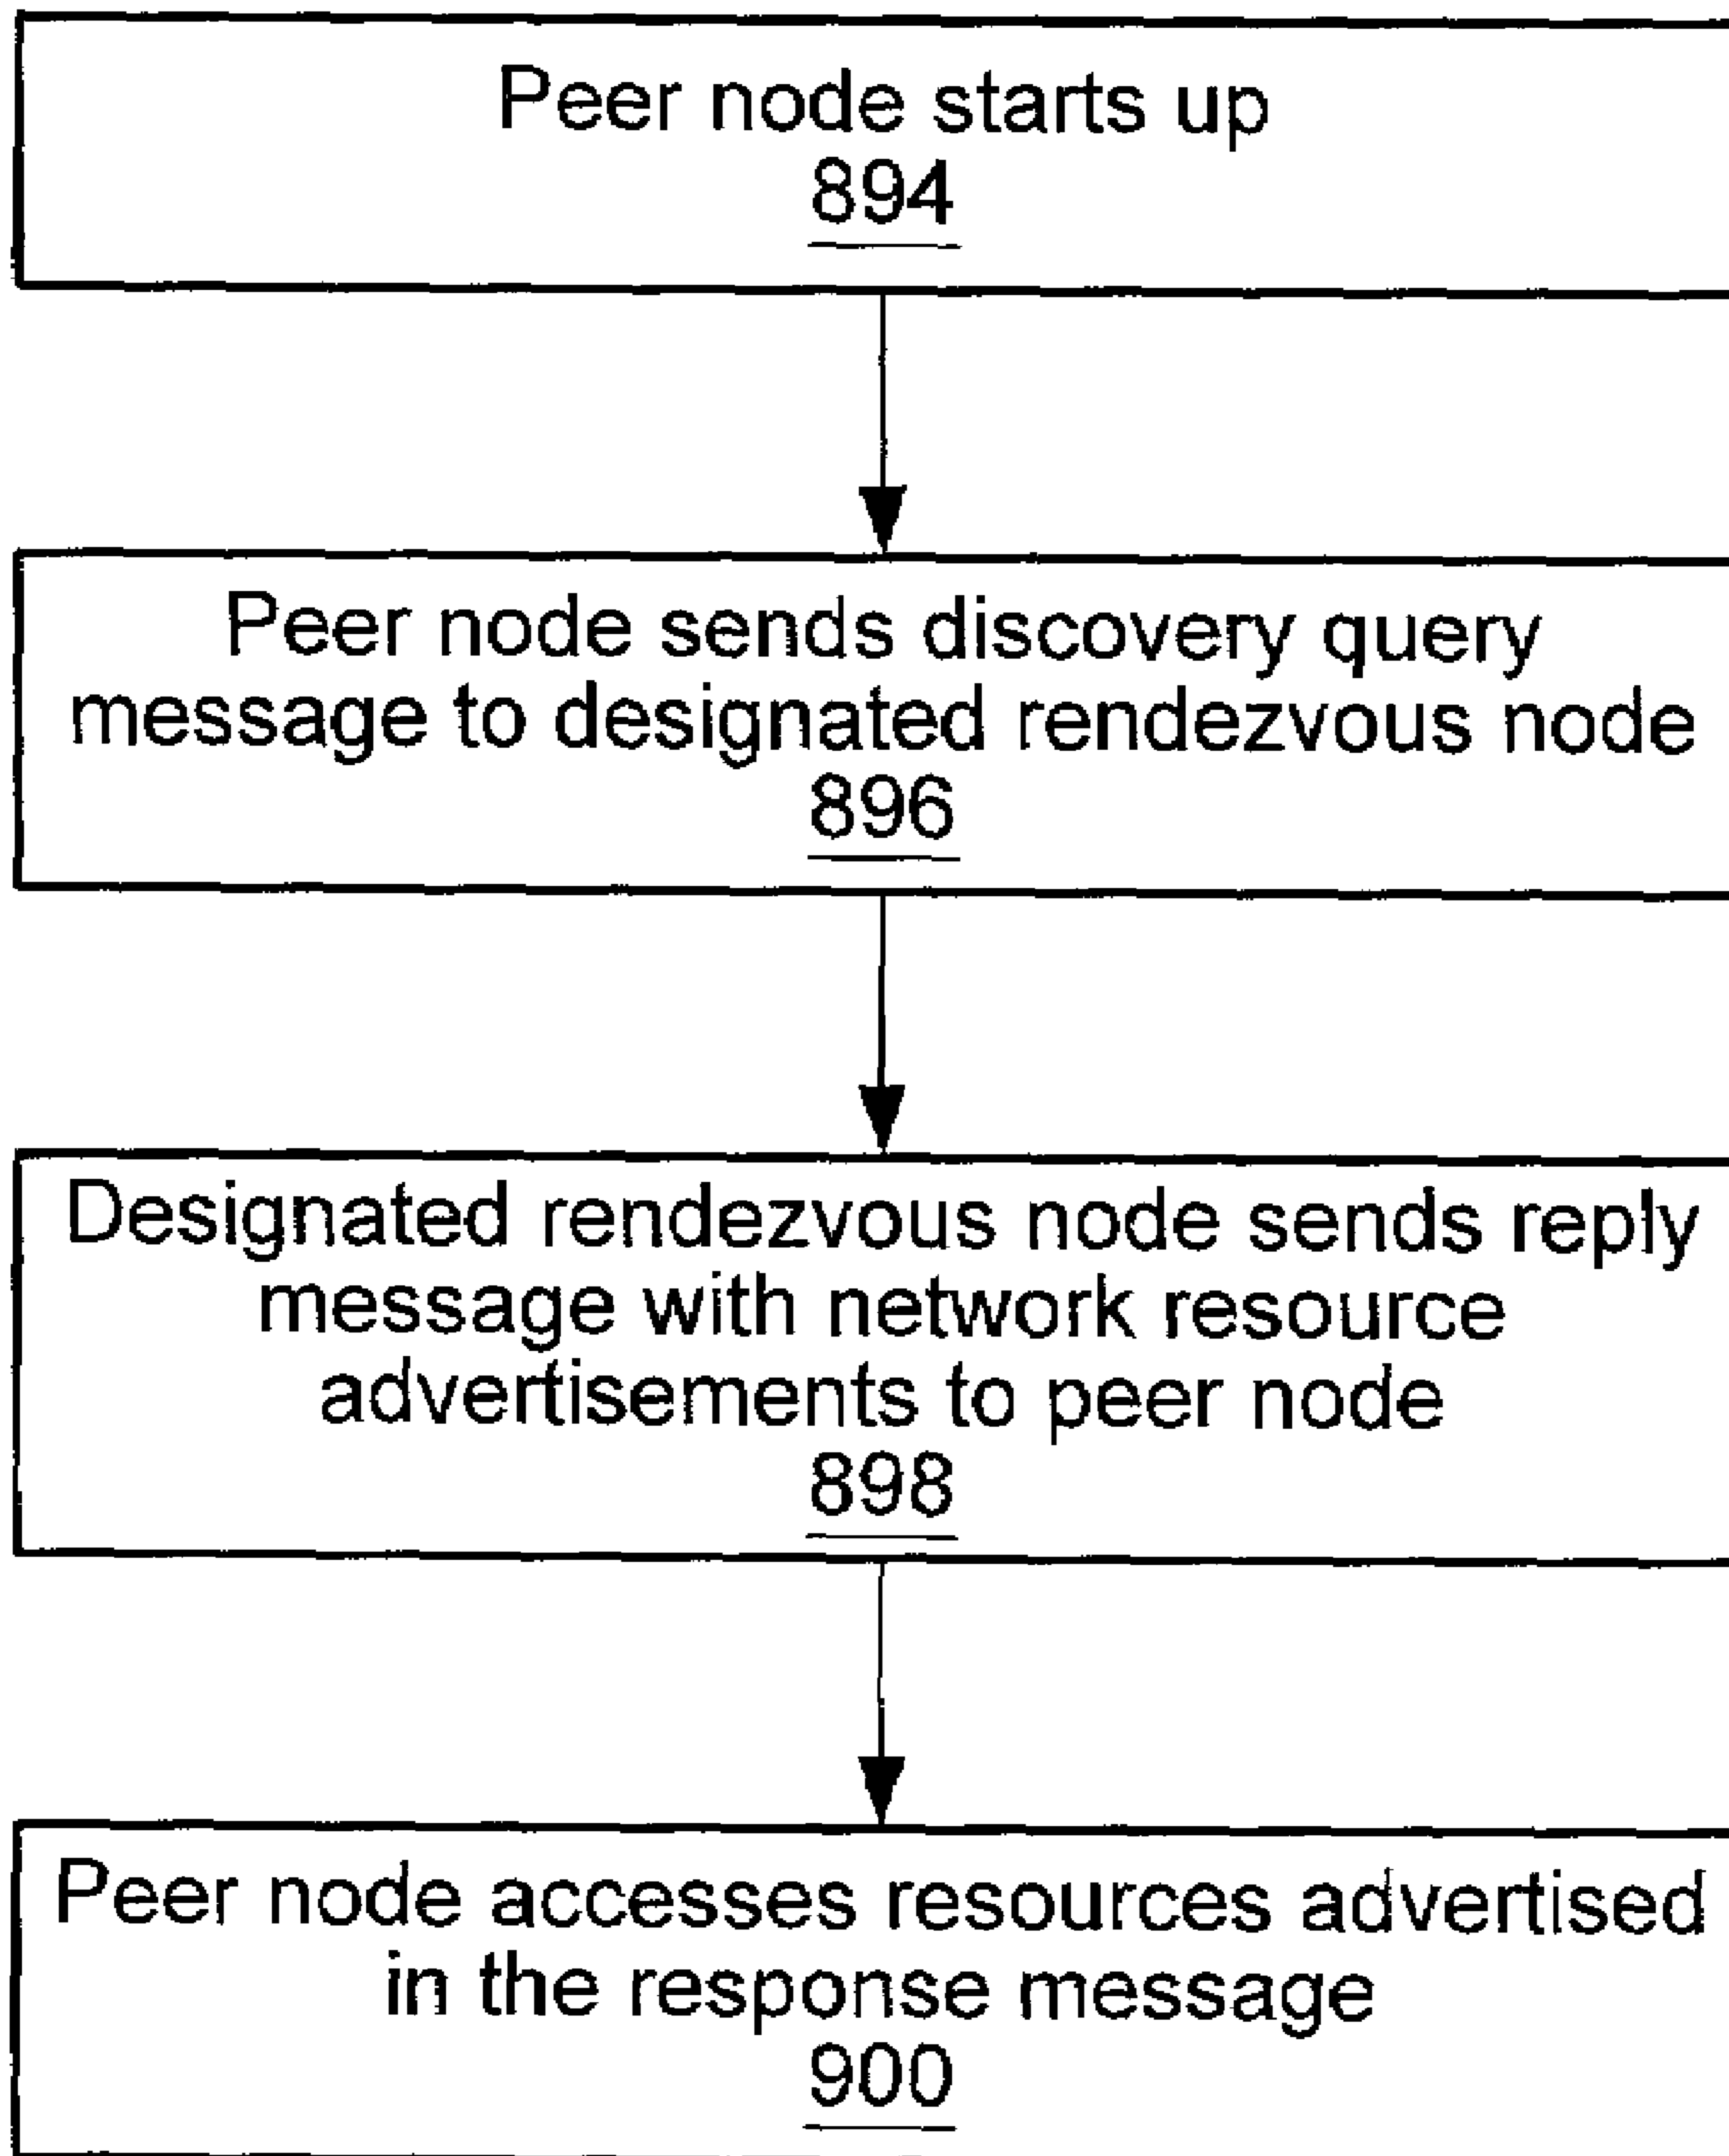 Peer node starts up
894
Peer node sends discovery query
message to designated rendezvous node
896
Designated rendezvous node sends reply
message with network resource
advertisements to peer node
898
Peer node accesses resources advertised
in the response message
900